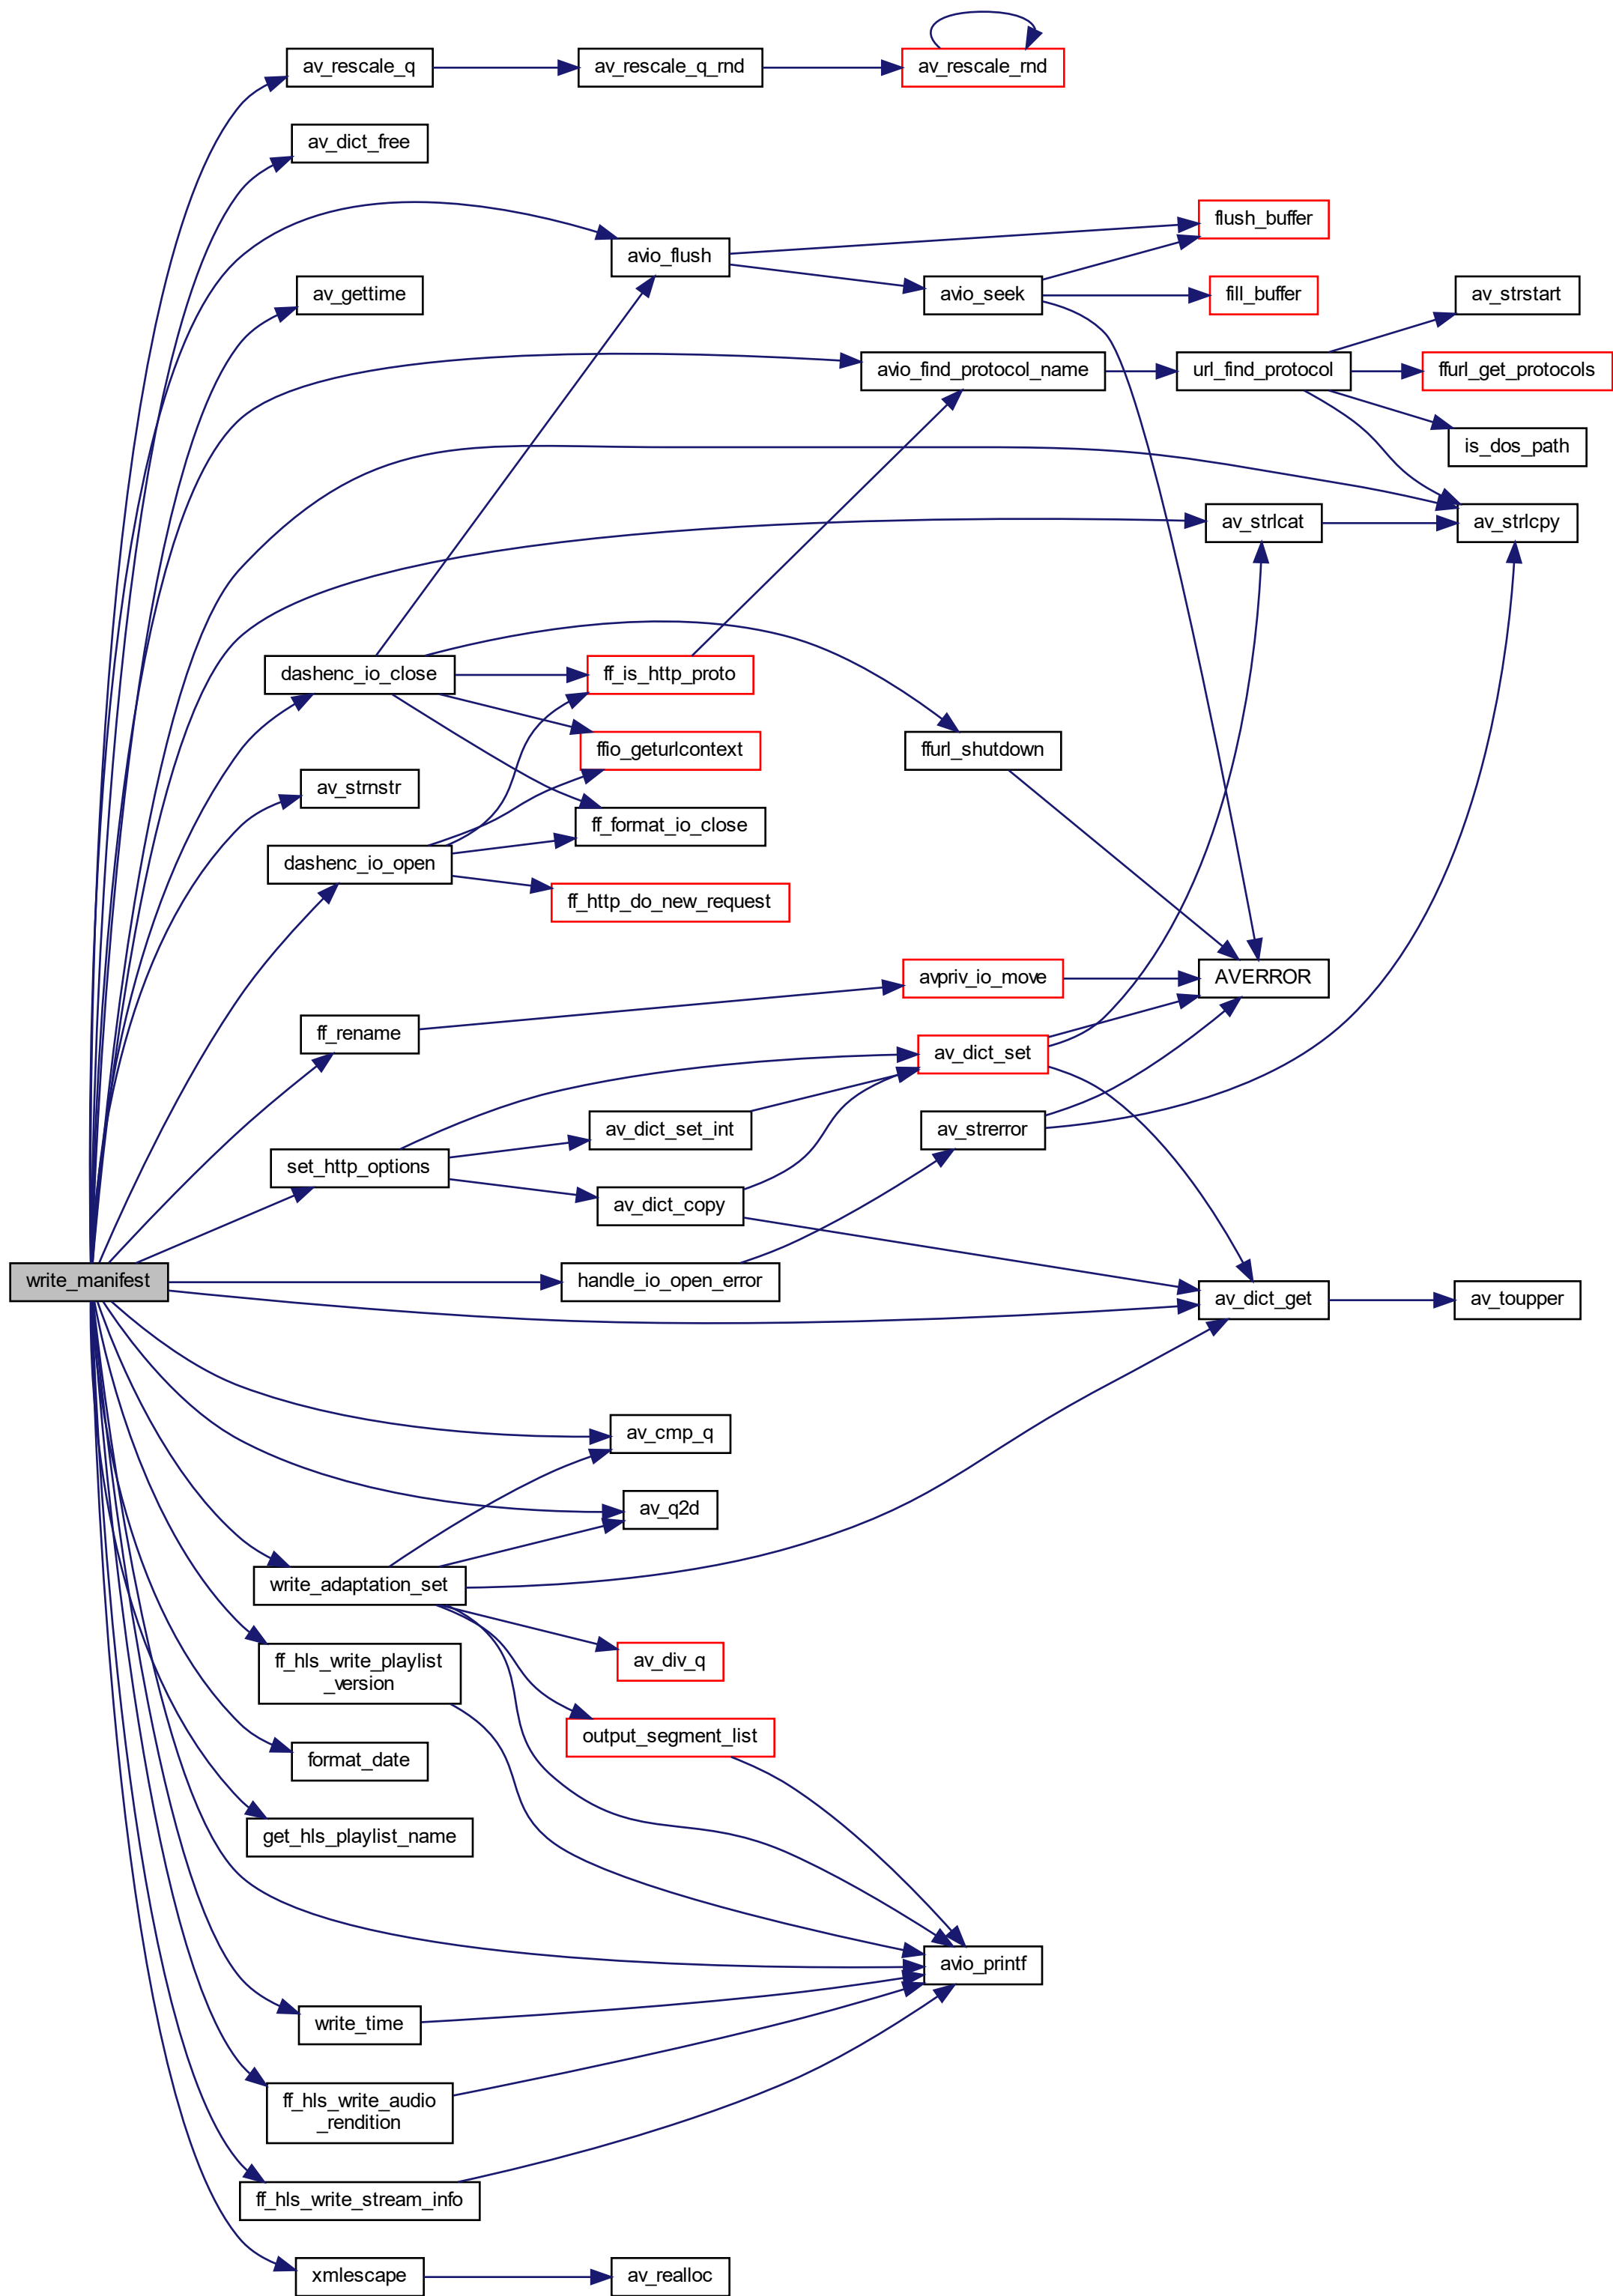 av_rescale_q
av_rescale_q_rnd
av_rescale_rnd
av_dict_free
flush_buffer
avio_flush
av_gettime
avio_seek
fill_buffer
av_strstart
avio_find_protocol_name
url_find_protocol
ffurl_get_protocols
is_dos_path
av_strlcat
av_strlcpy
dashenc_io_close
ff_is_http_proto
ffio_geturlcontext
ffurl_shutdown
av_strnstr
ff_format_io_close
dashenc_io_open
ff_http_do_new_request
avpriv_io_move
AVERROR
ff_rename
av_dict_set
av_dict_set_int
av_strerror
set_http_options
av_dict_copy
write_manifest
handle_io_open_error
av_dict_get
av_toupper
av_cmp_q
av_q2d
write_adaptation_set
av_div_q
ff_hls_write_playlist
_version
output_segment_list
format_date
get_hls_playlist_name
avio_printf
write_time
ff_hls_write_audio
_rendition
ff_hls_write_stream_info
xmlescape
av_realloc